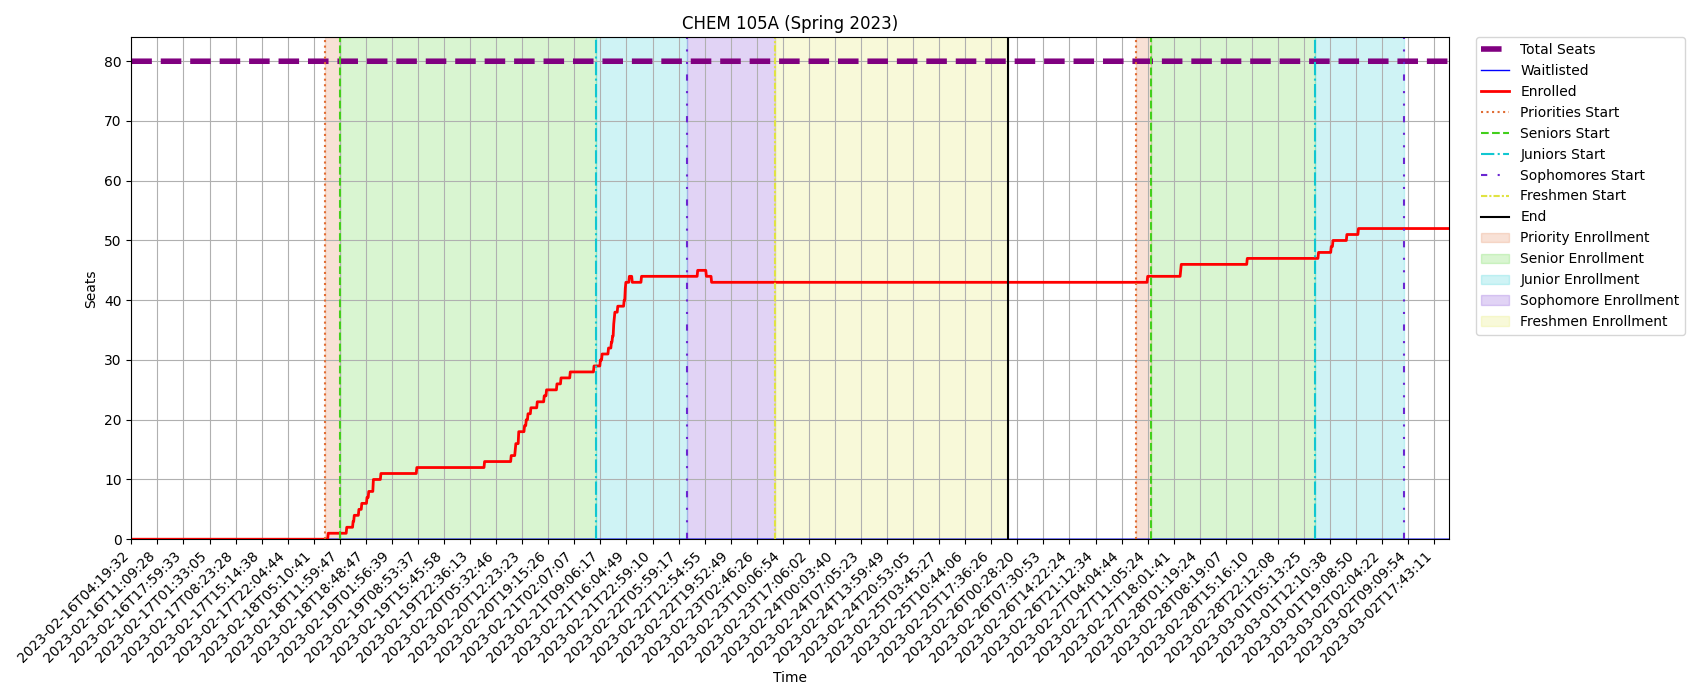 CHEM 105A (Spring 2023)
Seats
80
70
60
50
40
30
20
10
0
2023-02-16T04:19:32
2023-02-16T11:09:28
2023-02-16T17:59:33
2023-02-17T01:33:05
2023-02-17T08:23:28
2023-02-17T15:14:38
2023-02-17T22:04:44
2023-02-18T05:10:41
2023-02-18T11:59:47
2023-02-18T18:48:47
2023-02-19T01:56:39
2023-02-19T08:53:37
2023-02-19T15:45:58
2023-02-19T22:36:13
2023-02-20T05:32:46
2023-02-20T12:23:23
2023-02-20T19:15:26
2023-02-21T02:07:07
2023-02-21T09:06:17
2023-02-21T16:04:49
2023-02-21T22:59:10
2023-02-22T05:59:17
2023-02-22T12:54:55
2023-02-22T19:52:49
2023-02-23T02:46:26
2023-02-23T10:06:54
2023-02-23T17:06:02
2023-02-24T00:03:40
2023-02-24T07:05:23
2023-02-24T13:59:49
2023-02-24T20:53:05
2023-02-25T03:45:27
2023-02-25T10:44:06
2023-02-25T17:36:26
2023-02-26T00:28:20
2023-02-26T07:30:53
2023-02-26T14:22:24
2023-02-26T21:12:34
2023-02-27T04:04:44
2023-02-27T11:05:24
2023-02-27T18:01:41
2023-02-28T01:19:24
2023-02-28T08:19:07
2023-02-28T15:16:10
2023-02-28T22:12:08
2023-03-01T05:13:25
2023-03-01T12:10:38
2023-03-01T19:08:50
2023-03-02T02:04:22
2023-03-02T09:09:54
2023-03-02T17:43:11
Time
Total Seats
Waitlisted
Enrolled
Priorities Start
Seniors Start
Juniors Start
Sophomores Start
Freshmen Start
End
Priority Enrollment
Senior Enrollment
Junior Enrollment
Sophomore Enrollment
Freshmen Enrollment